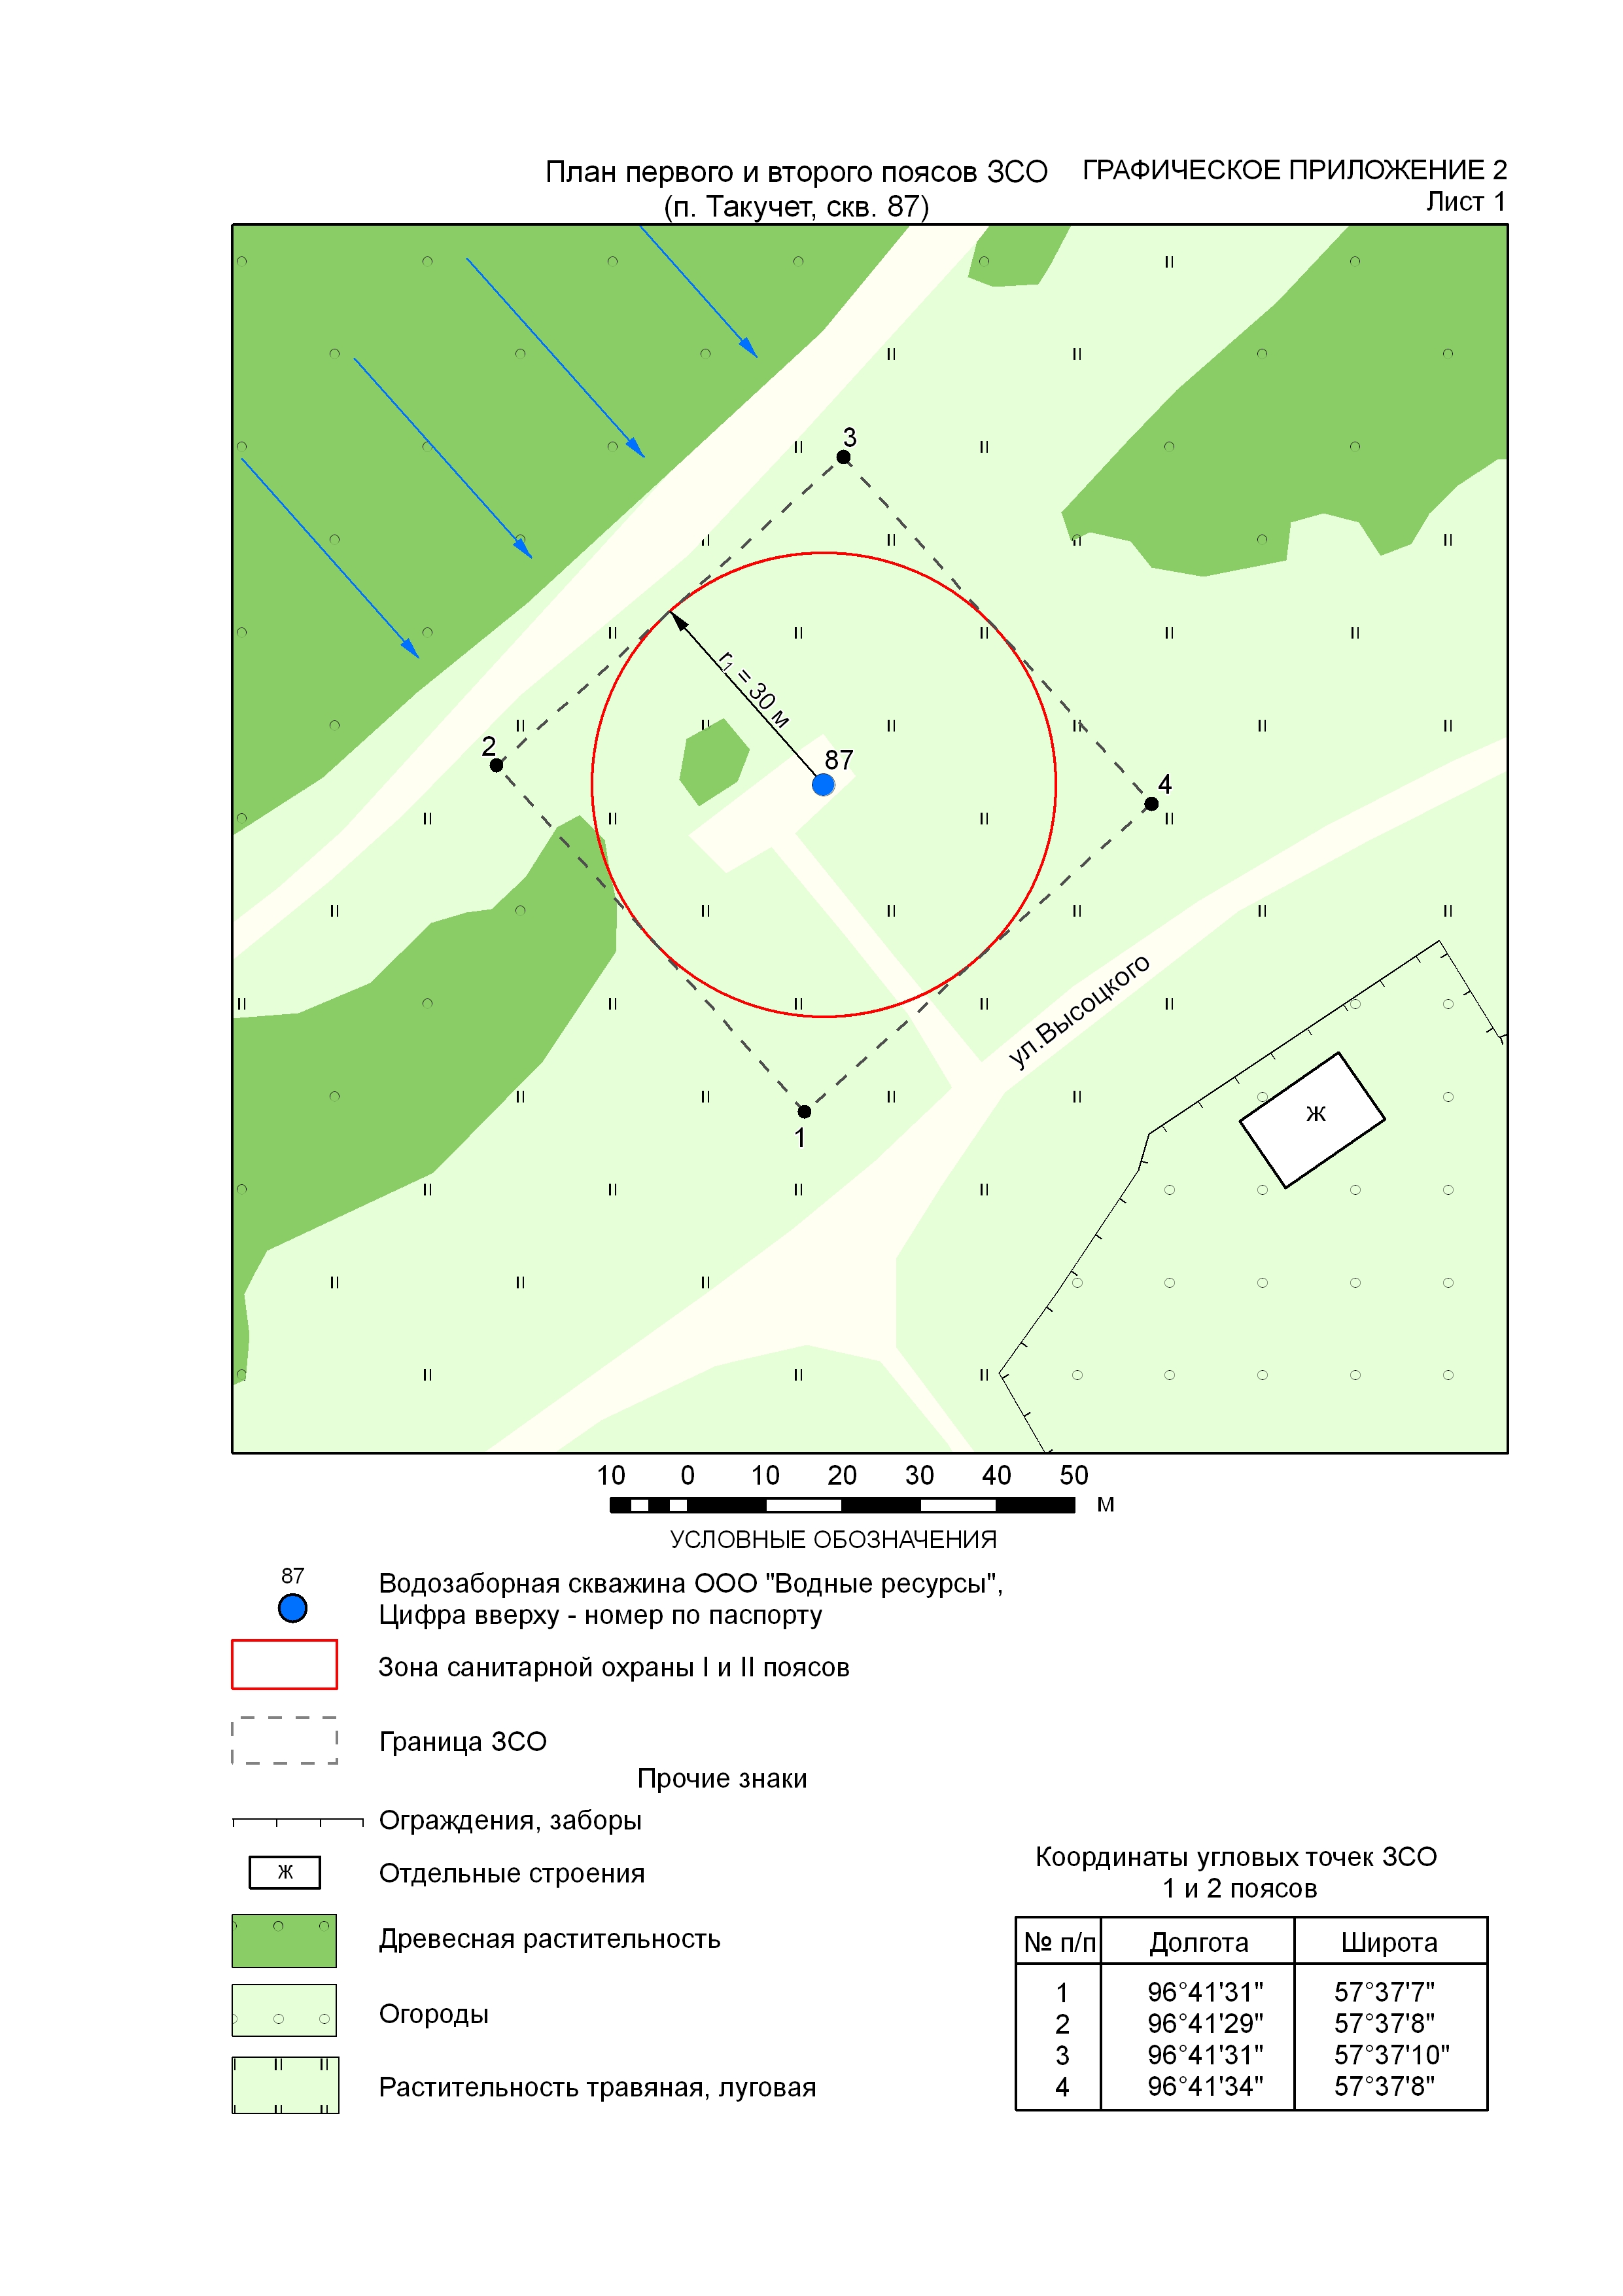 План первого и второго поясов ЗСО
(п. Такучет, скв. 87)
ГРАФИЧЕСКОЕ ПРИЛОЖЕНИЕ 2
Лист 1
3
2
r1 = 30 м
87
4
ул.Высоцкого
1
Ж
10 0 10 20 30 40 50 м
УСЛОВНЫЕ ОБОЗНАЧЕНИЯ
87
Водозаборная скважина ООО "Водные ресурсы",
Цифра вверху - номер по паспорту
Зона санитарной охраны I и II поясов
Граница ЗСО
Прочие знаки
Ограждения, заборы
Ж
Отдельные строения
Древесная растительность
Огороды
Растительность травяная, луговая
Координаты угловых точек ЗСО
1 и 2 поясов
№ п/п Долгота Широта
1 96°41'31" 57°37'7"
2 96°41'29" 57°37'8"
3 96°41'31" 57°37'10"
4 96°41'34" 57°37'8"